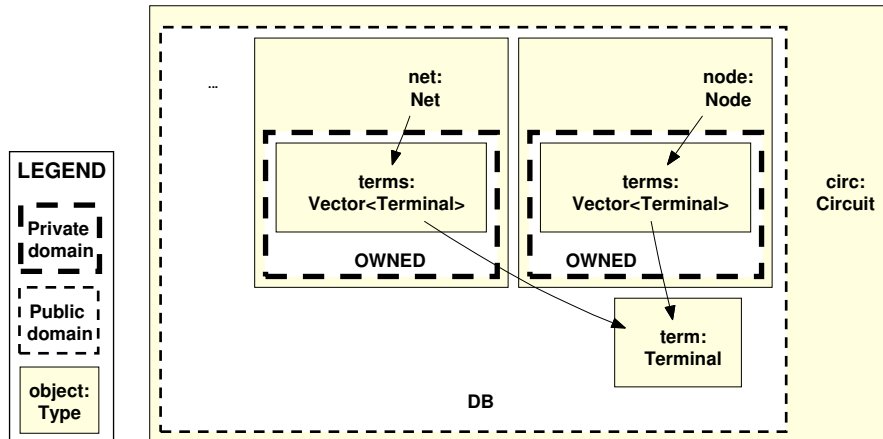 ...
net:
Net
node:
Node
terms:
Vector<Terminal>
terms:
Vector<Terminal>
OWNED
OWNED
term:
Terminal
DB
circ:
Circuit
LEGEND
Private
domain
Public
domain
object:
Type